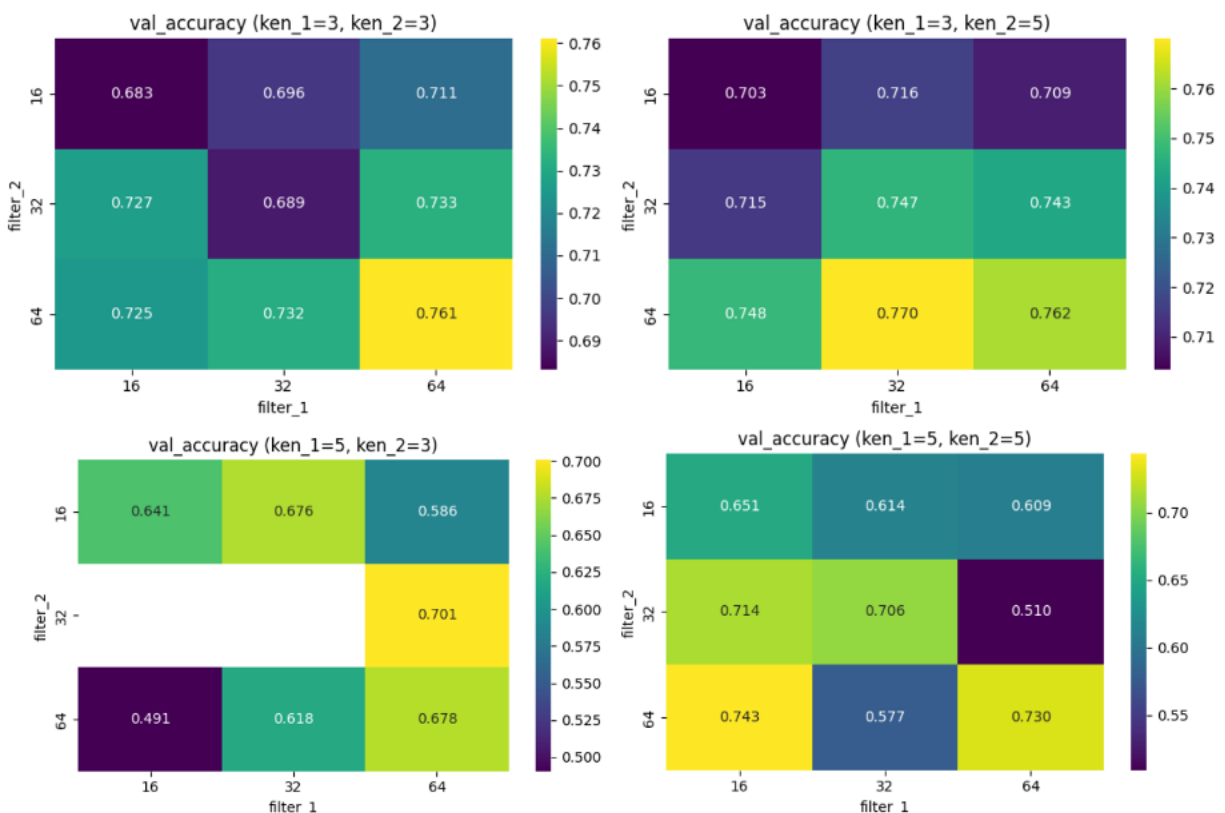 val_accuracy (ken_1=3, ken_2=3)
16 0.683 0.696 0.711
32 0.727 0.689 0.733
64 0.725 0.732 0.761
16 32 64
filter_1
filter_2
0.76
0.75
0.74
0.73
0.72
0.71
0.70
0.69
val_accuracy (ken_1=3, ken_2=5)
16 0.703 0.716 0.709
32 0.715 0.747 0.743
64 0.748 0.770 0.762
16 32 64
filter_1
filter_2
0.76
0.75
0.74
0.73
0.72
0.71
val_accuracy (ken_1=5, ken_2=3)
16 0.641 0.676 0.586
32 0.701
64 0.491 0.618 0.678
16 32 64
filter_1
filter_2
0.700
0.675
0.650
0.625
0.600
0.575
0.550
0.525
0.500
val_accuracy (ken_1=5, ken_2=5)
16 0.651 0.614 0.609
32 0.714 0.706 0.510
64 0.743 0.577 0.730
16 32 64
filter_1
filter_2
0.70
0.65
0.60
0.55